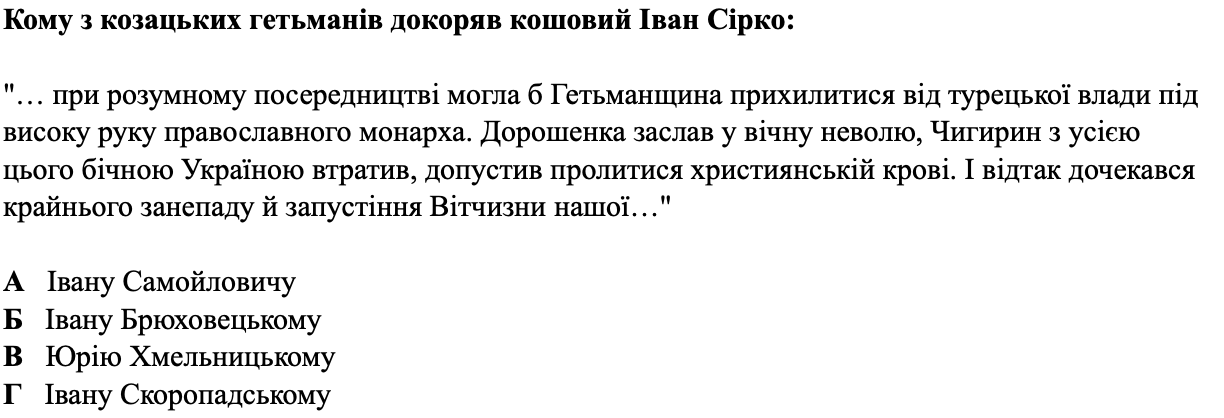 Кому з козацьких гетьманів докоряв кошовий Іван Сірко:
"… при розумному посередництві могла б Гетьманщина прихилитися від турецької влади під
високу руку православного монарха. Дорошенка заслав у вічну неволю, Чигирин з усією
цього бічною Україною втратив, допустив пролитися християнській крові. І відтак дочекався
крайнього занепаду й запустіння Вітчизни нашої…"
А Івану Самойловичу
Б Івану Брюховецькому
В Юрію Хмельницькому
Г Івану Скоропадському